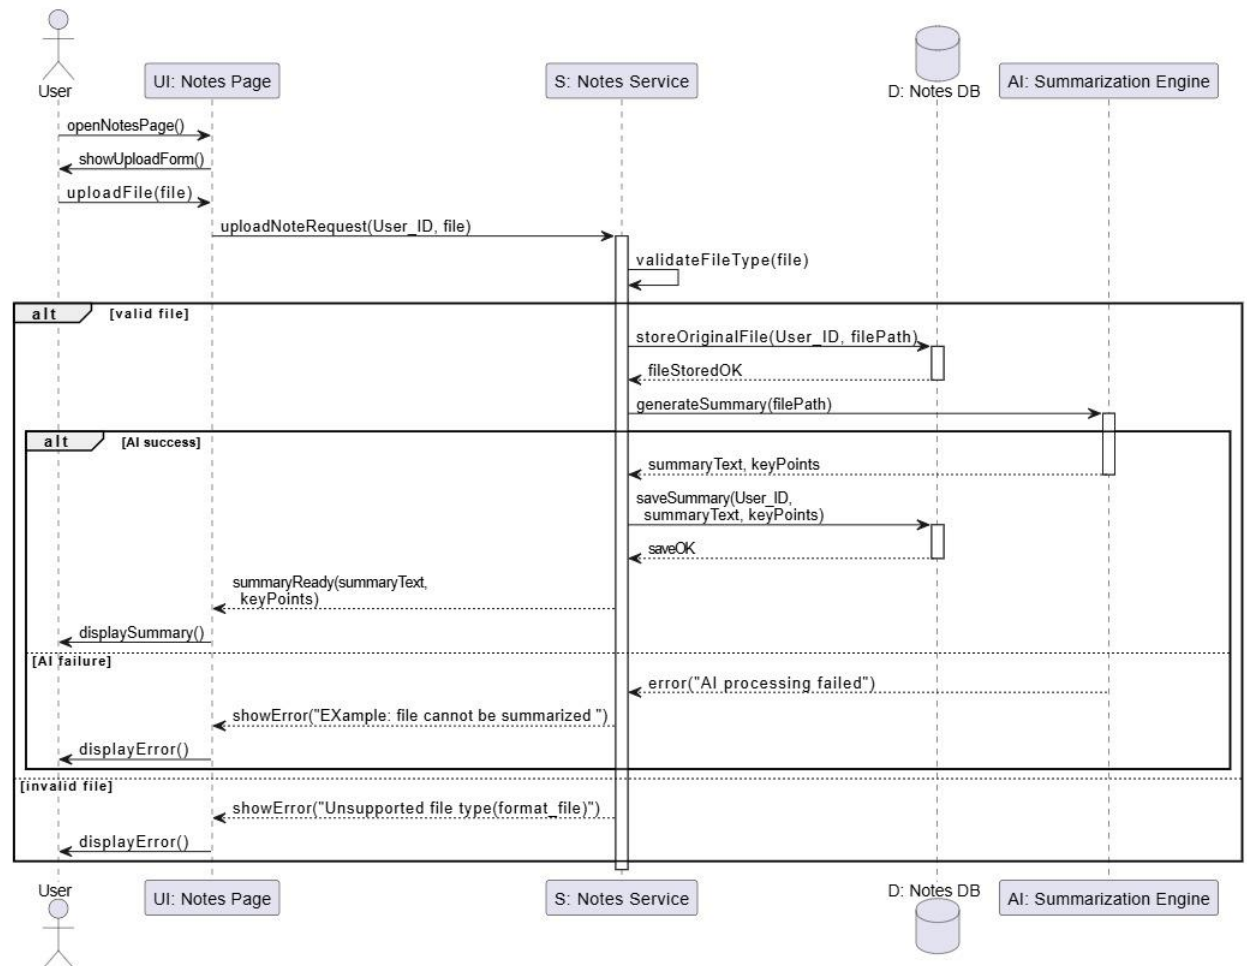 User
UI: Notes Page
S: Notes Service
D: Notes DB
AI: Summarization Engine
openNotesPage()
showUploadForm()
uploadFile(file)
uploadNoteRequest(User_ID, file)
validateFileType(file)
alt
[valid file]
storeOriginalFile(User_ID, filePath)
fileStoredOK
generateSummary(filePath)
alt
[AI success]
summaryText, keyPoints
saveSummary(User_ID,
summaryText, keyPoints)
saveOK
summaryReady(summaryText,
keyPoints)
displaySummary()
[AI failure]
error("AI processing failed")
showError("EXample: file cannot be summarized ")
displayError()
[invalid file]
showError("Unsupported file type(format_file)")
displayError()
User
UI: Notes Page
S: Notes Service
D: Notes DB
AI: Summarization Engine